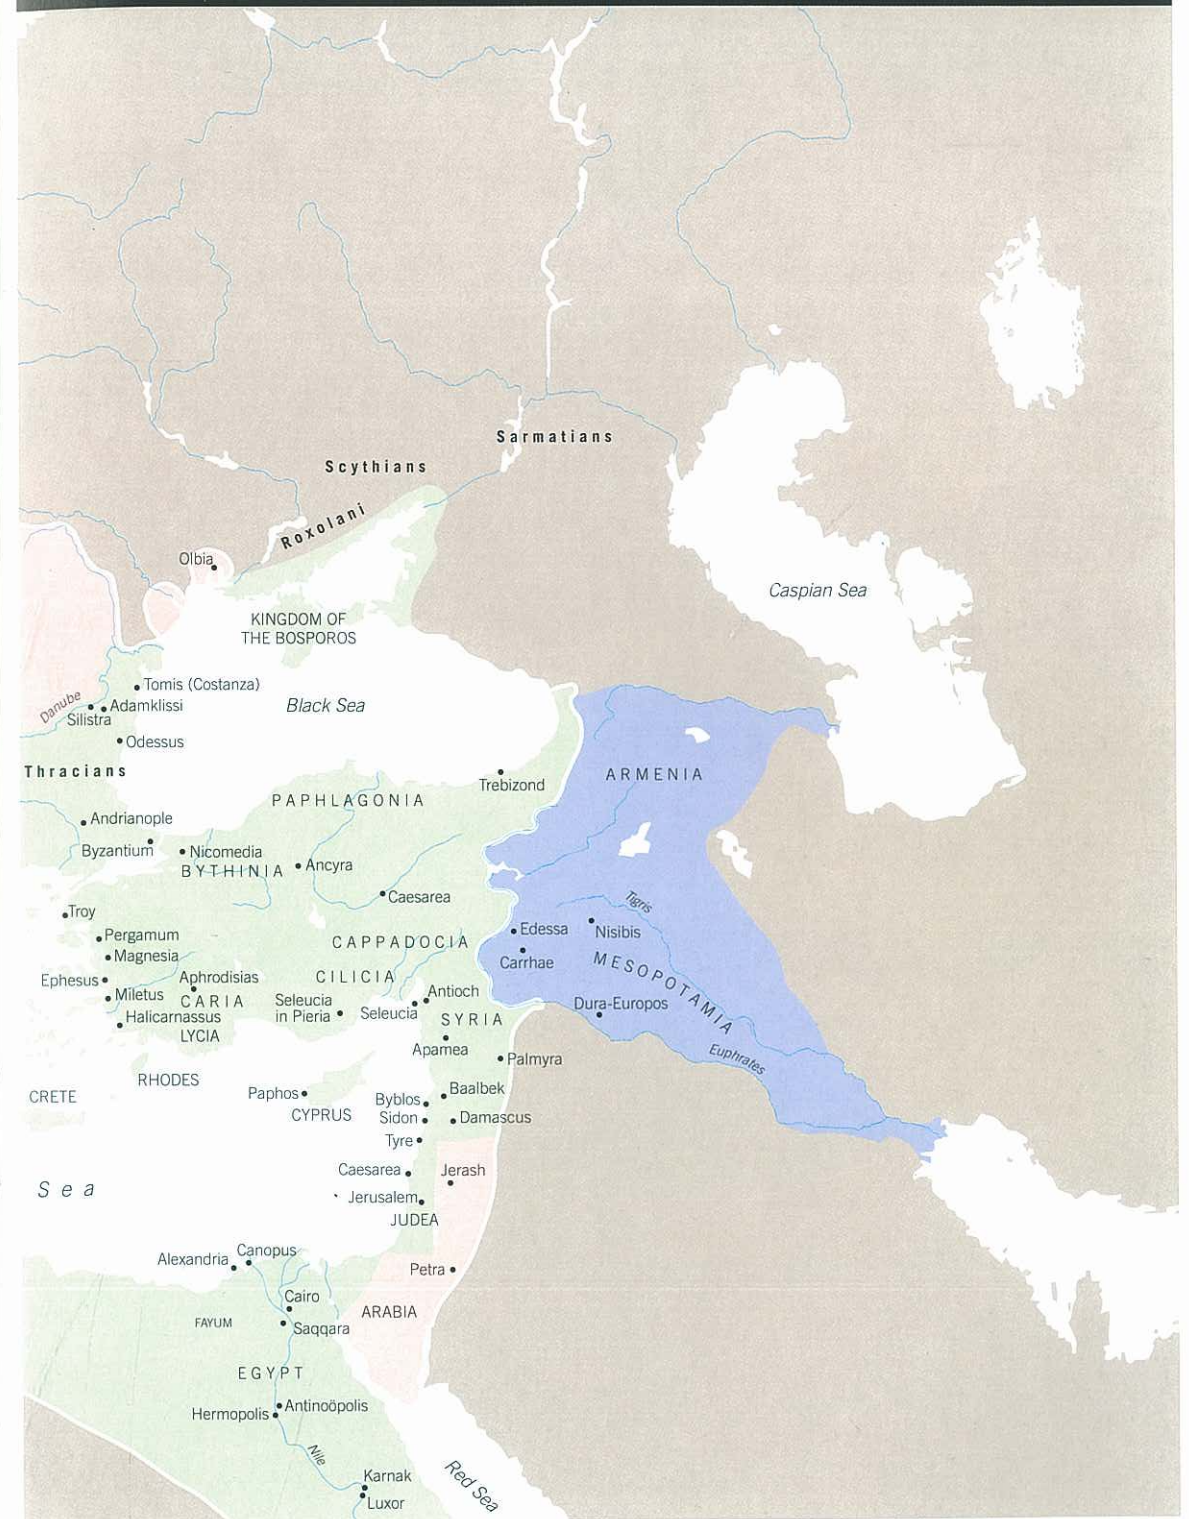 Sarmatians
Scythians
Roxolani
Olbia
Caspian Sea
KINGDOM OF
THE BOSPOROS
Tomis (Costanza)
Danube
Adamklissi
Silistra
Black Sea
Odessus
Thracians
ARMENIA
Trebizond
PAPHLAGONIA
Andrianople
Byzantium
Nicomedia
BYTHINIA
Ancyra
Caesarea
Tigris
Troy
Edessa
Nisibis
Pergamum
Magnesia
CAPPADOCIA
Carrhae
MESOPOTAMIA
Ephesus
Aphrodisias
CILICIA
Miletus
CARIA
Seleucia
in Pieria
Antioch
Seleucia
Dura-Europos
Halicarnassus
LYCIA
SYRIA
Apamea
Palmyra
Euphrates
RHODES
CRETE
Paphos
CYPRUS
Baalbek
Byblos
Sidon
Damascus
Tyre
Caesarea
Jerash
Sea
Jerusalem
JUDEA
Canopus
Alexandria
Petra
Cairo
FAYUM
Saqqara
ARABIA
EGYPT
Antinoöpolis
Hermopolis
Nile
Karnak
Luxor
Red Sea